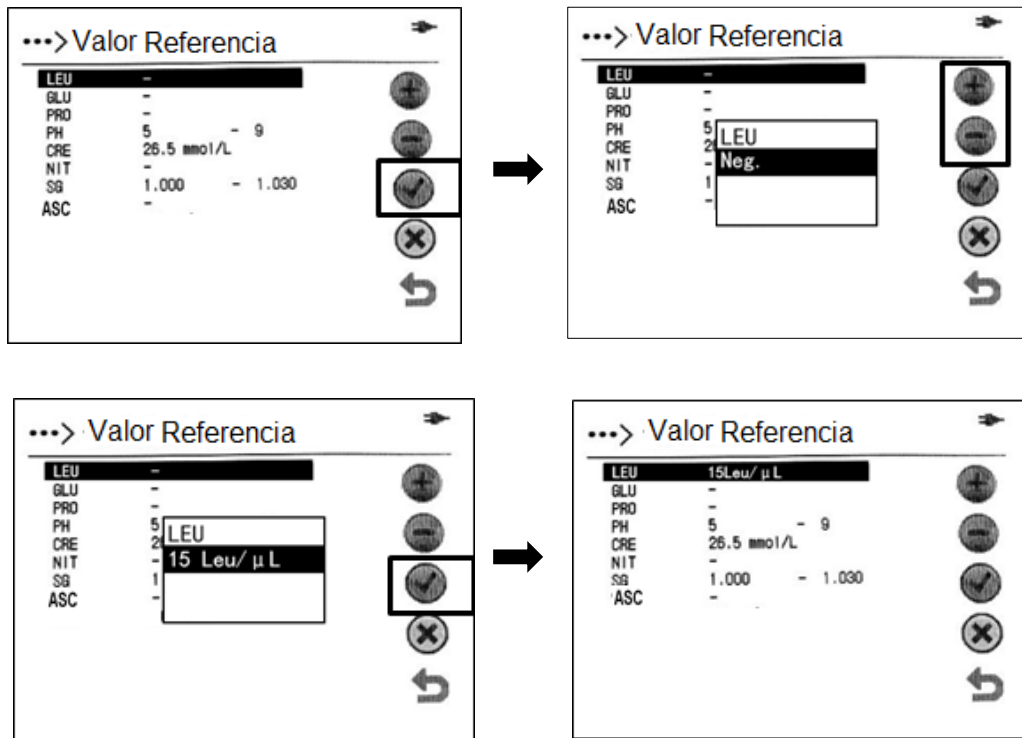 •••> Valor Referencia
LEU -
GLU -
PRO -
PH 5 - 9
CRE 26.5 mmol/L
NIT -
SG 1.000 - 1.030
ASC -
•••> Valor Referencia
LEU -
GLU -
PRO -
PH 5
CRE 2
NIT -
SG 1
ASC -
LEU
Neg.
•••> Valor Referencia
LEU -
GLU -
PRO -
PH 5
CRE 2
NIT -
SG 1
ASC -
LEU
15 Leu/ μL
•••> Valor Referencia
LEU 15Leu/ μL
GLU -
PRO -
PH 5 - 9
CRE 26.5 mmol/L
NIT -
SG 1.000 - 1.030
ASC -